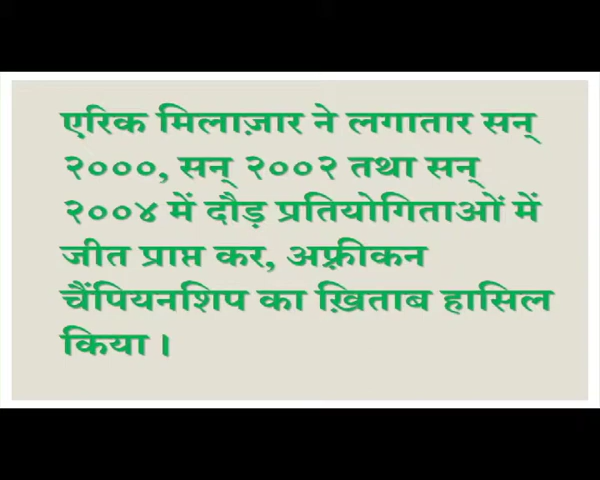 एरिक मिलाज़ार ने लगातार सन्
२०००, सन् २००२ तथा सन्
२००४ में दौड़ प्रतियोगिताओं में
जीत प्राप्त कर, अफ़्रीकन
चैंपियनशिप का ख़िताब हासिल
किया ।